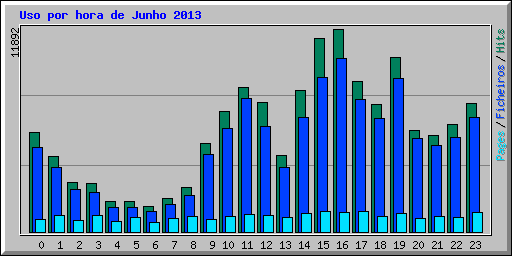 Uso por hora de Junho 2013
11892
Pages/Ficheiros/Hits
0 1 2 3 4 5 6 7 8 9 10 11 12 13 14 15 16 17 18 19 20 21 22 23